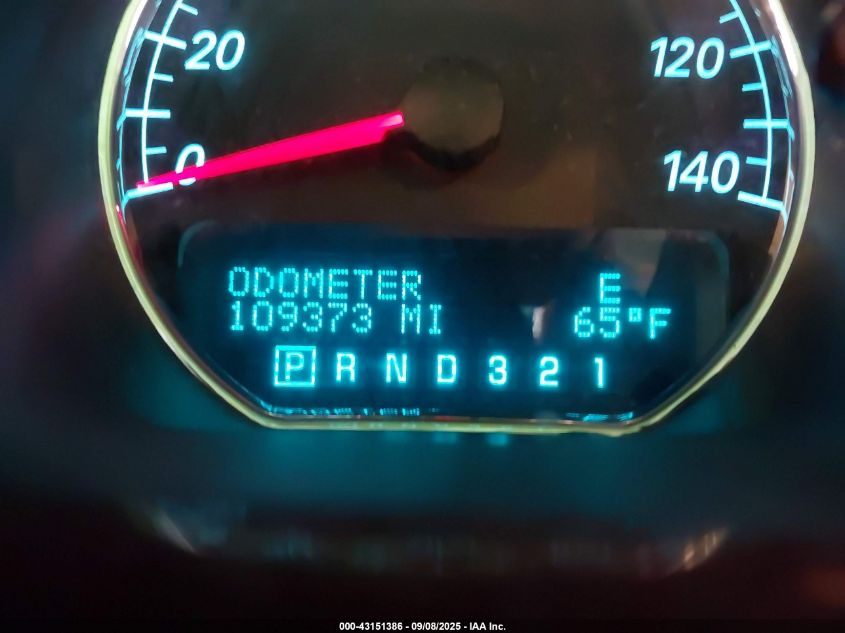 20 120
0 140
ODOMETER E
109373 MI 65°F
P R N D 3 2 1
000-43151386 - 09/08/2025 - IAA Inc.